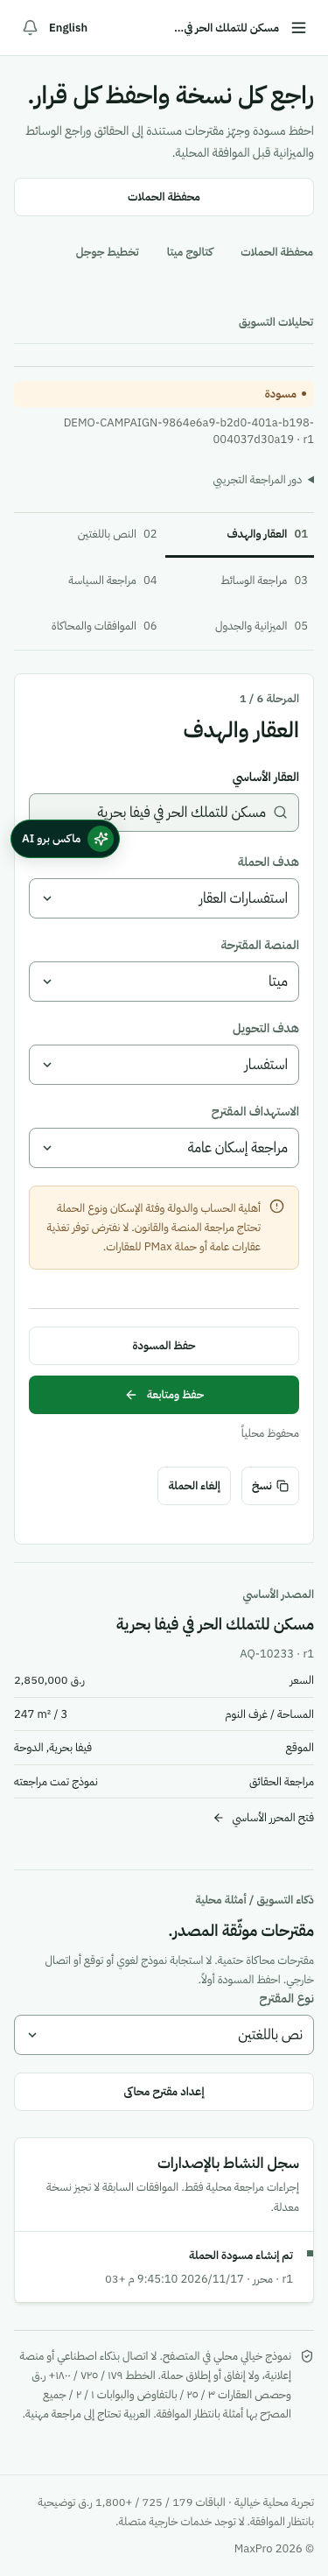 مسكن للتملك الحر في...
English
راجع كل نسخة واحفظ كل قرار.
احفظ مسودة وجهّز مقترحات مستندة إلى الحقائق وراجع الوسائط
والميزانية قبل الموافقة المحلية.
محفظة الحملات
محفظة الحملات
كتالوج ميتا
تخطيط جوجل
تحليلات التسويق
• مسودة
DEMO-CAMPAIGN-9864e6a9-b2d0-401a-b198-
004037d30a19 · r1
دور المراجعة التجريبي
01 العقار والهدف
02 النص باللغتين
03 مراجعة الوسائط
04 مراجعة السياسة
05 الميزانية والجدول
06 الموافقات والمحاكاة
المرحلة 6 / 1
العقار والهدف
العقار الأساسي
مسكن للتملك الحر في فيفا بحرية
ماكس برو AI
هدف الحملة
استفسارات العقار
المنصة المقترحة
ميتا
هدف التحويل
استفسار
الاستهداف المقترح
مراجعة إسكان عامة
أهلية الحساب والدولة وفئة الإسكان ونوع الحملة
تحتاج مراجعة المنصة والقانون. لا نفترض توفر تغذية
عقارات عامة أو حملة PMax للعقارات.
حفظ المسودة
حفظ ومتابعة
محفوظ محلياً
نسخ
إلغاء الحملة
المصدر الأساسي
مسكن للتملك الحر في فيفا بحرية
AQ-10233 · r1
السعر
ر.ق 2,850,000
المساحة / غرف النوم
247 m² / 3
الموقع
فيفا بحرية, الدوحة
مراجعة الحقائق
نموذج تمت مراجعته
فتح المحرر الأساسي
ذكاء التسويق / أمثلة محلية
مقترحات موثّقة المصدر.
مقترحات محاكاة حتمية. لا استجابة نموذج لغوي أو توقع أو اتصال
خارجي. احفظ المسودة أولاً.
نوع المقترح
نص باللغتين
إعداد مقترح محاكى
سجل النشاط بالإصدارات
إجراءات مراجعة محلية فقط. الموافقات السابقة لا تجيز نسخة
معدلة.
تم إنشاء مسودة الحملة
r1 · محرر · 2026/11/17 9:45:10 م +03
نموذج خيالي محلي في المتصفح. لا اتصال بذكاء اصطناعي أو منصة
إعلانية، ولا إنفاق أو إطلاق حملة. الخطط ١٧٩ / ٧٢٥ / ١٨٠٠+ ر.ق
وحصص العقارات ٣ / ٢٥ / بالتفاوض والبوابات ١ / ٢ / جميع
المصرّح بها أمثلة بانتظار الموافقة. العربية تحتاج إلى مراجعة مهنية.
تجربة محلية خيالية · الباقات 179 / 725 / +1,800 ر.ق توضيحية
بانتظار الموافقة. لا توجد خدمات خارجية متصلة.
© 2026 MaxPro